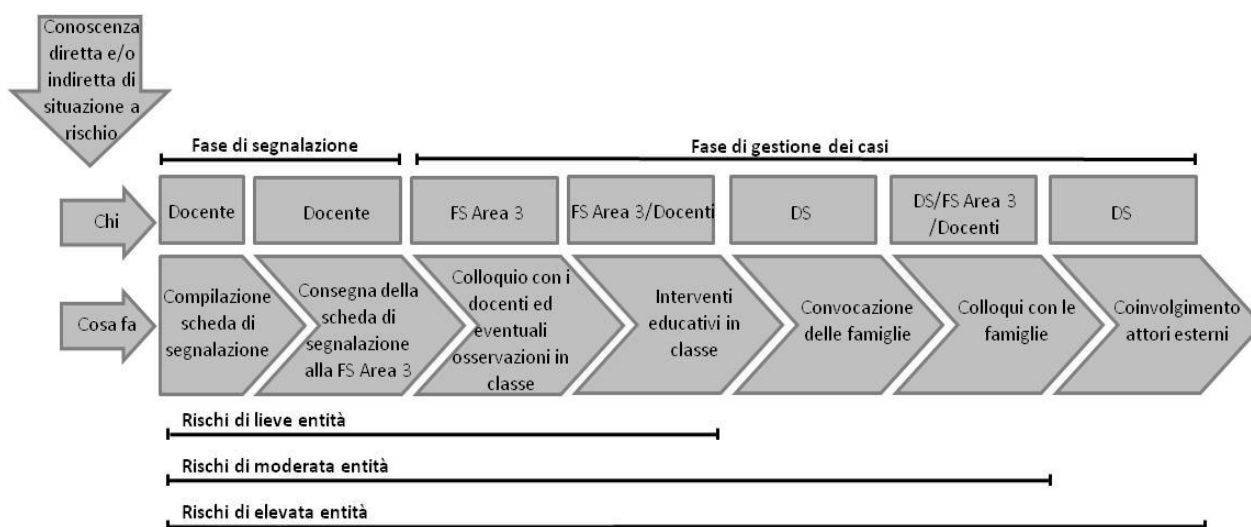 Conoscenza
diretta e/o
indiretta di
situazione a
rischio
Fase di segnalazione
Fase di gestione dei casi
Chi
Docente
Docente
FS Area 3
FS Area 3/Docenti
DS
DS/FS Area 3
/Docenti
DS
Cosa fa
Compilazione
scheda di
segnalazione
Consegna della
scheda di
segnalazione
alla FS Area 3
Colloquio con i
docenti ed
eventuali
osservazioni in
classe
Interventi
educativi in
classe
Convocazione
delle famiglie
Colloqui con le
famiglie
Coinvolgimento
attori esterni
Rischi di lieve entità
Rischi di moderata entità
Rischi di elevata entità